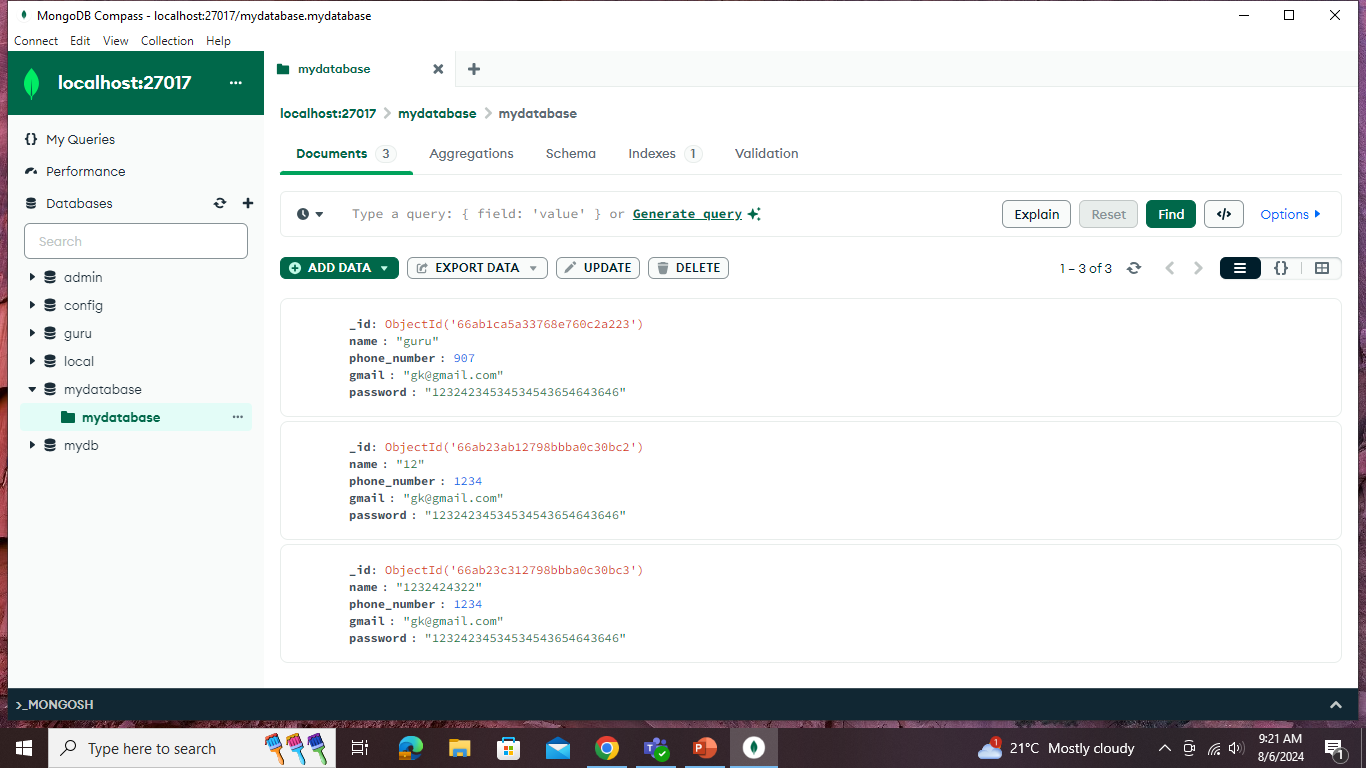 MongoDB Compass - localhost:27017/mydatabase.mydatabase
Connect Edit View Collection Help
localhost:27017
mydatabase
My Queries
Performance
Databases
Search
admin
config
guru
local
mydatabase
mydatabase
mydb
localhost:27017 > mydatabase > mydatabase
Documents 3 Aggregations Schema Indexes 1 Validation
Type a query: { field: 'value' } or Generate query
Explain Reset Find </> Options
ADD DATA EXPORT DATA UPDATE DELETE
1 – 3 of 3
_id: ObjectId('66ab1ca5a33768e760c2a223')
name : "guru"
phone_number : 907
gmail : "gk@gmail.com"
password : "12324234534534543654643646"
_id: ObjectId('66ab23ab12798bbba0c30bc2')
name : "12"
phone_number : 1234
gmail : "gk@gmail.com"
password : "12324234534534543654643646"
_id: ObjectId('66ab23c312798bbba0c30bc3')
name : "1232424322"
phone_number : 1234
gmail : "gk@gmail.com"
password : "12324234534534543654643646"
>_MONGOSH
Type here to search
21°C Mostly cloudy
9:21 AM
8/6/2024